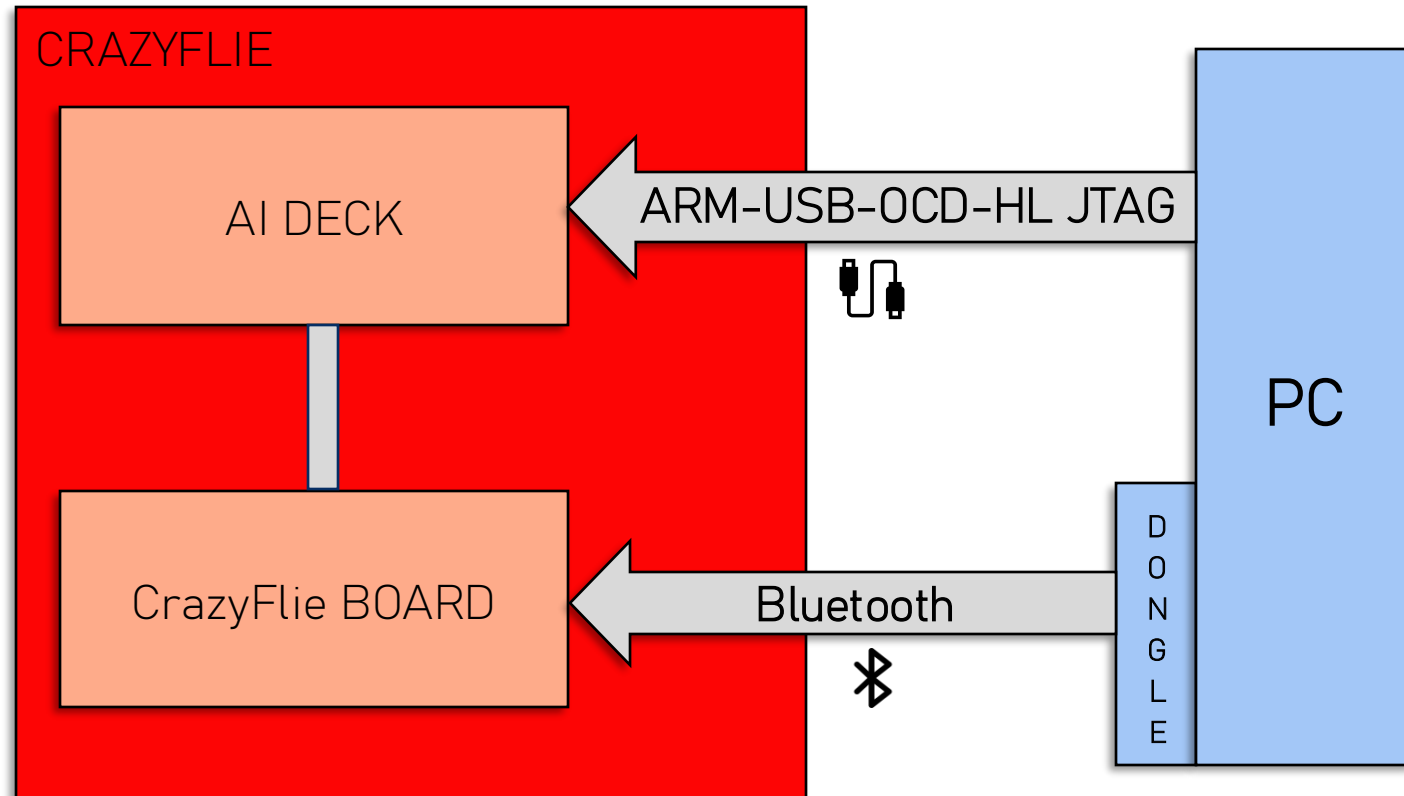 CRAZYFLIE
AI DECK
ARM-USB-OCD-HL JTAG
PC
CrazyFlie BOARD
Bluetooth
D
O
N
G
L
E